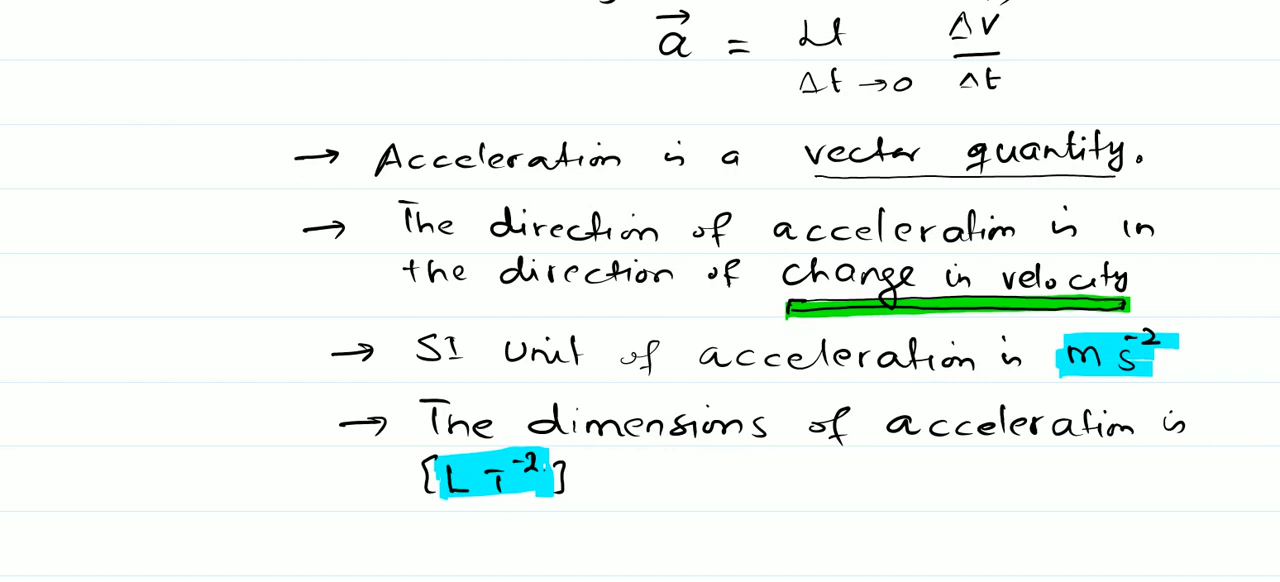 a⃗ = Lt ΔV
Δt→0 Δt
→ Acceleration is a vector quantity.
→ The direction of acceleration is in
the direction of change in velocity
→ SI unit of acceleration is m s⁻²
→ The dimensions of acceleration is
[L T⁻²]